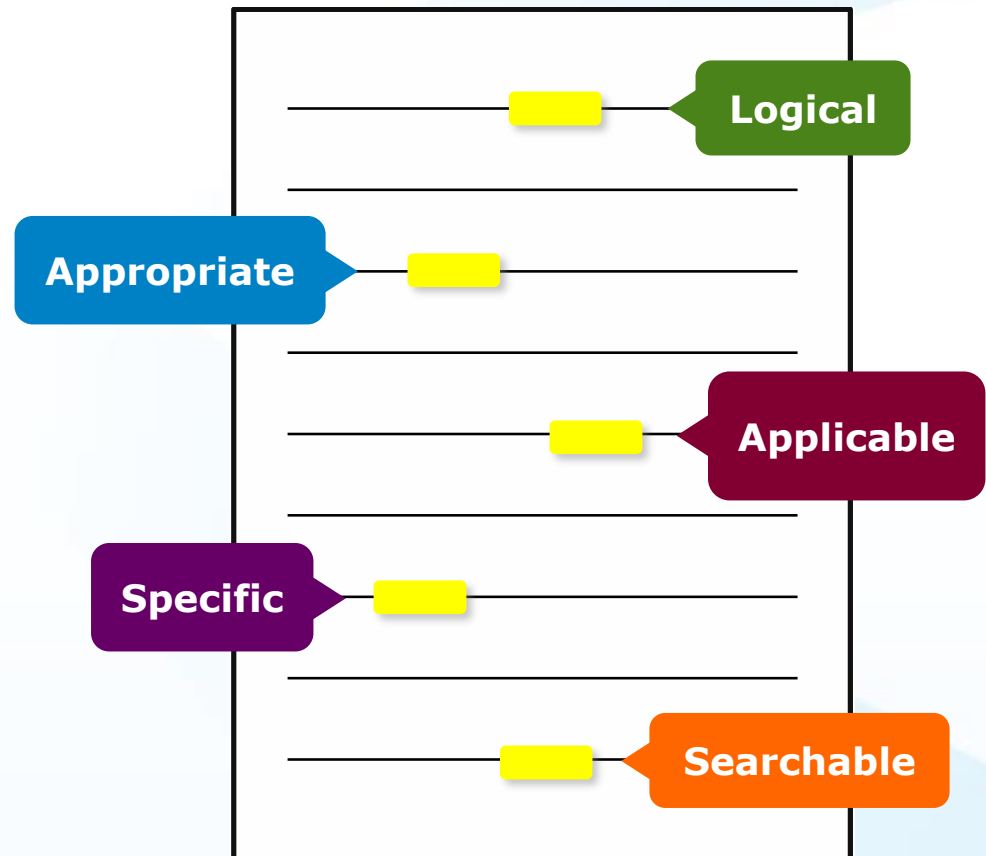 Logical
Appropriate
Applicable
Specific
Searchable